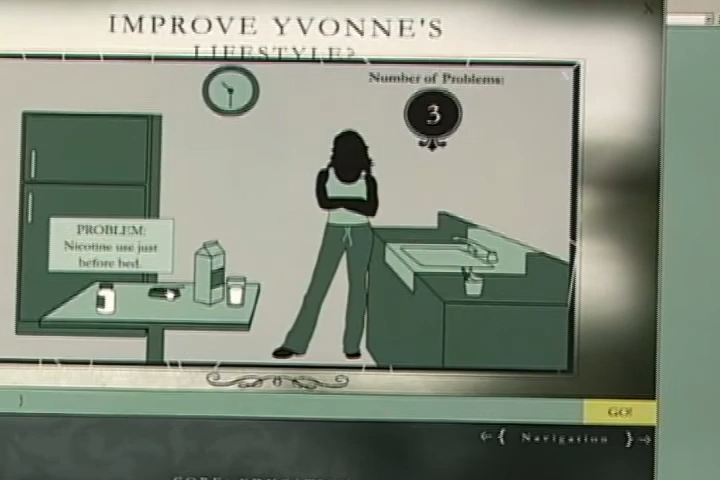 IMPROVE YVONNE'S
LIFESTYLE?
Number of Problems:
3
PROBLEM:
Nicotine use just
before bed.
GO!
Navigation